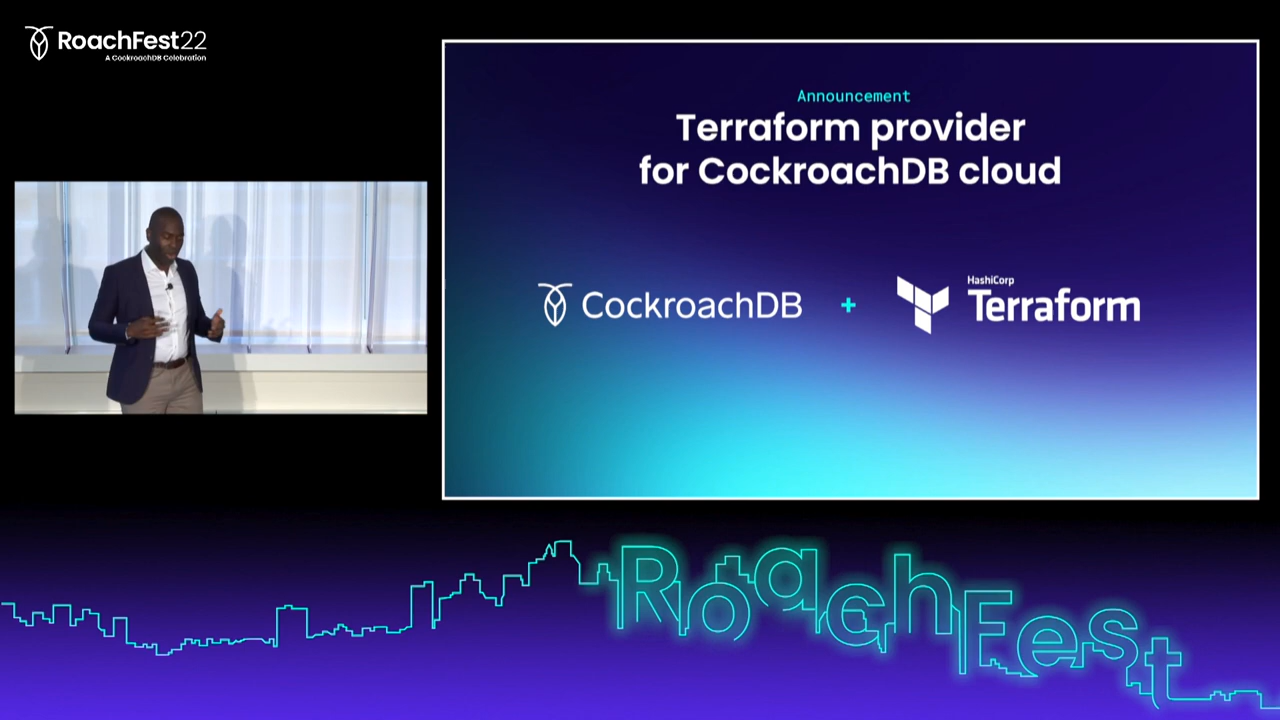 RoachFest22
A CockroachDB Celebration
Announcement
Terraform provider
for CockroachDB cloud
CockroachDB + HashiCorp Terraform
RoachFest